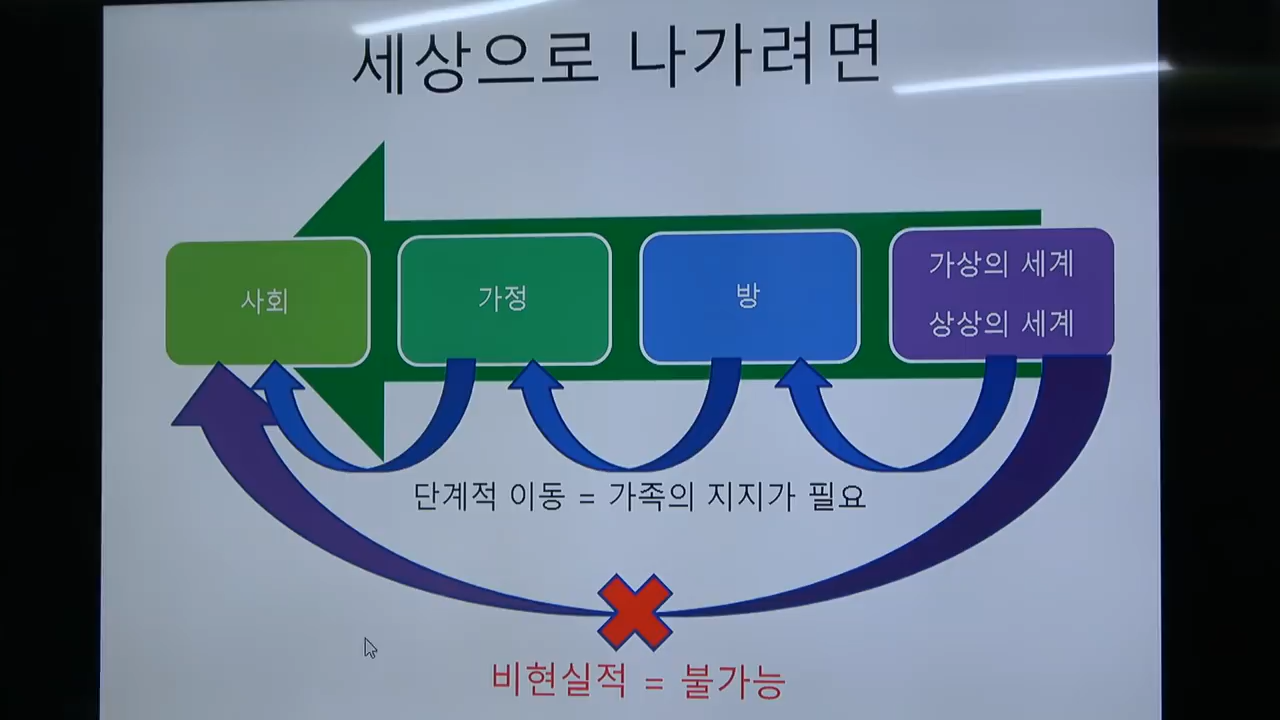 세상으로 나가려면
사회
가정
방
가상의 세계
상상의 세계
단계적 이동 = 가족의 지지가 필요
비현실적 = 불가능